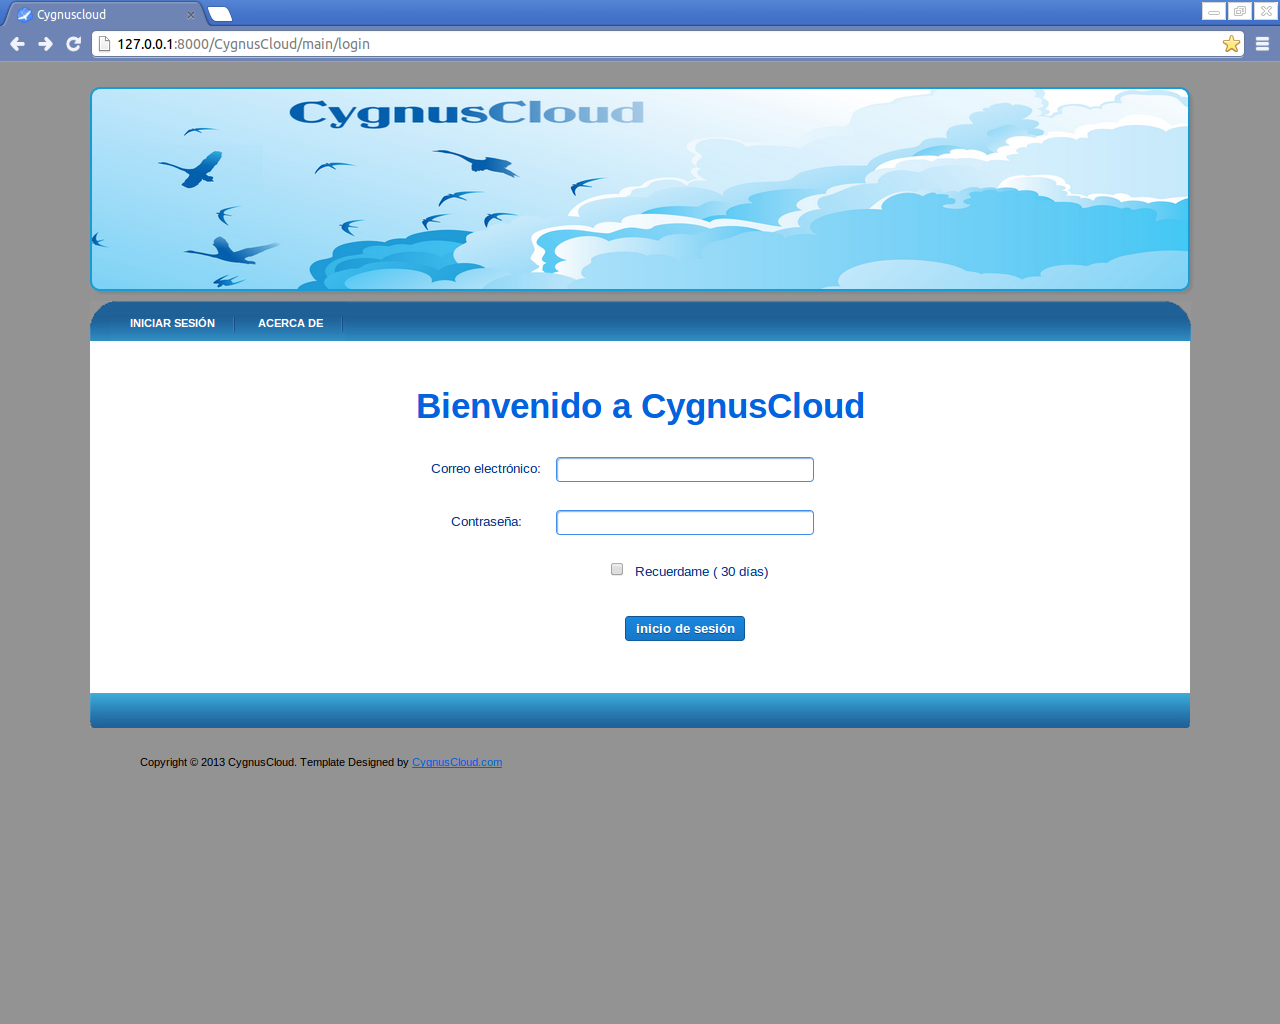 Cygnuscloud
127.0.0.1:8000/CygnusCloud/main/login
CygnusCloud
INICIAR SESIÓN
ACERCA DE
Bienvenido a CygnusCloud
Correo electrónico:
Contraseña:
Recuerdame ( 30 días)
inicio de sesión
Copyright © 2013 CygnusCloud. Template Designed by CygnusCloud.com